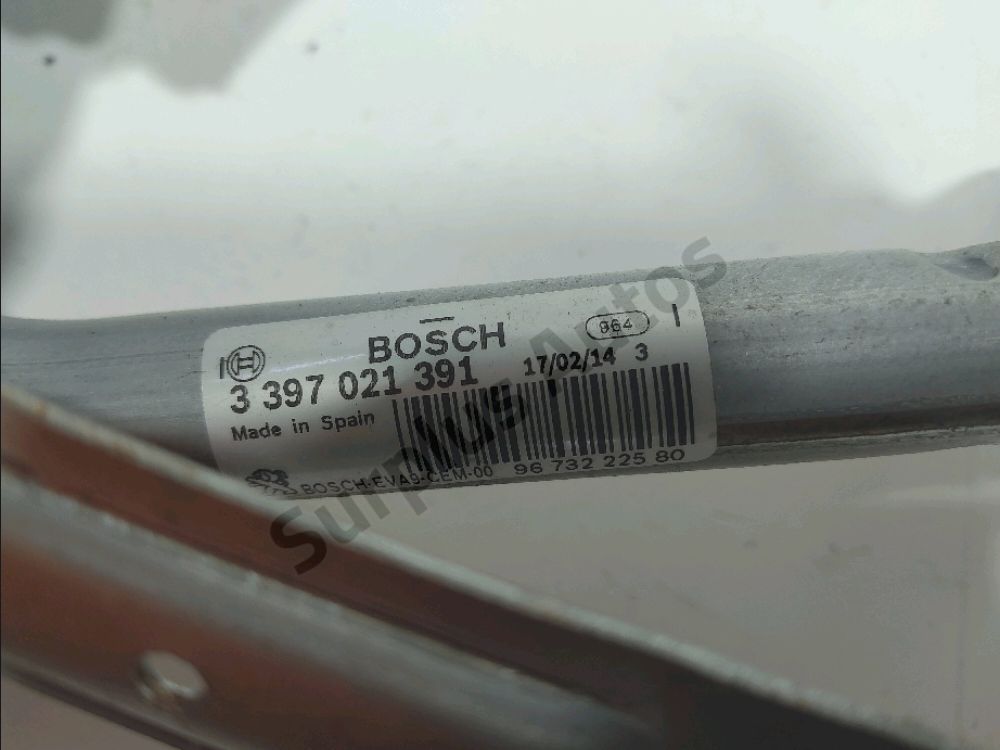 BOSCH
864
3 397 021 391
17/02/14 3
Made in Spain
BOSCH-EVA9-CEM-00
96 732 225 80
Surplus Autos